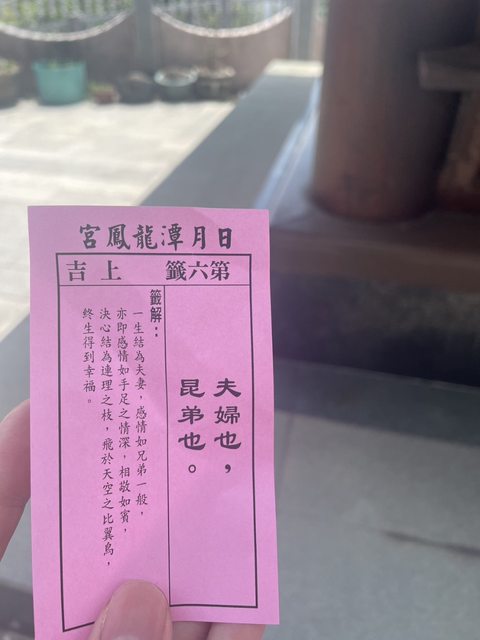 日月潭龍鳳宮
第六籤 上吉
夫婦也，
昆弟也。
籤解：
一生結為夫妻，感情如兄弟一般，
亦即感情如手足之情深，相敬如賓，
決心結為連理之枝，飛於天空之比翼鳥，
終生得到幸福。